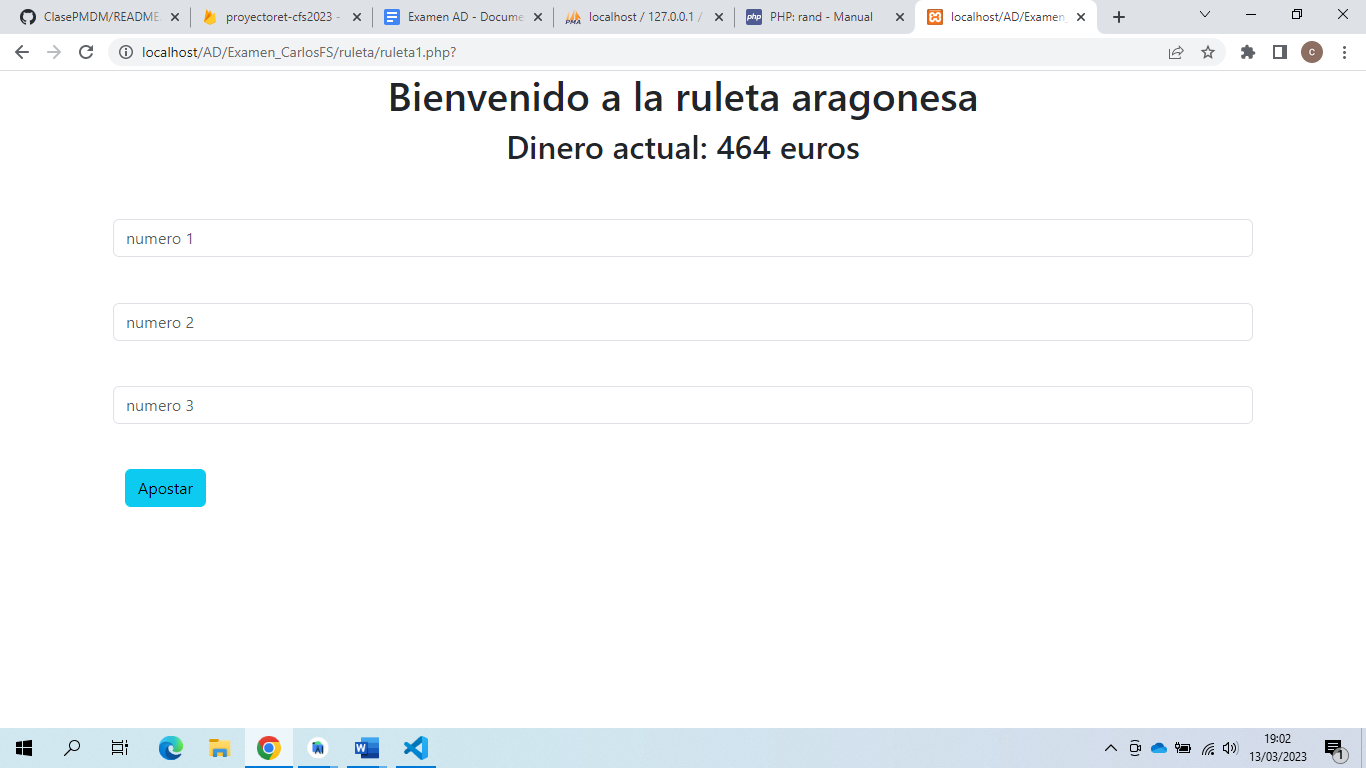 ClasePMDM/README.
proyectoret-cfs2023 -
Examen AD - Docume
localhost / 127.0.0.1 /
PHP: rand - Manual
localhost/AD/Examen_
localhost/AD/Examen_CarlosFS/ruleta/ruleta1.php?
c
Bienvenido a la ruleta aragonesa
Dinero actual: 464 euros
numero 1
numero 2
numero 3
Apostar
19:02
13/03/2023
1